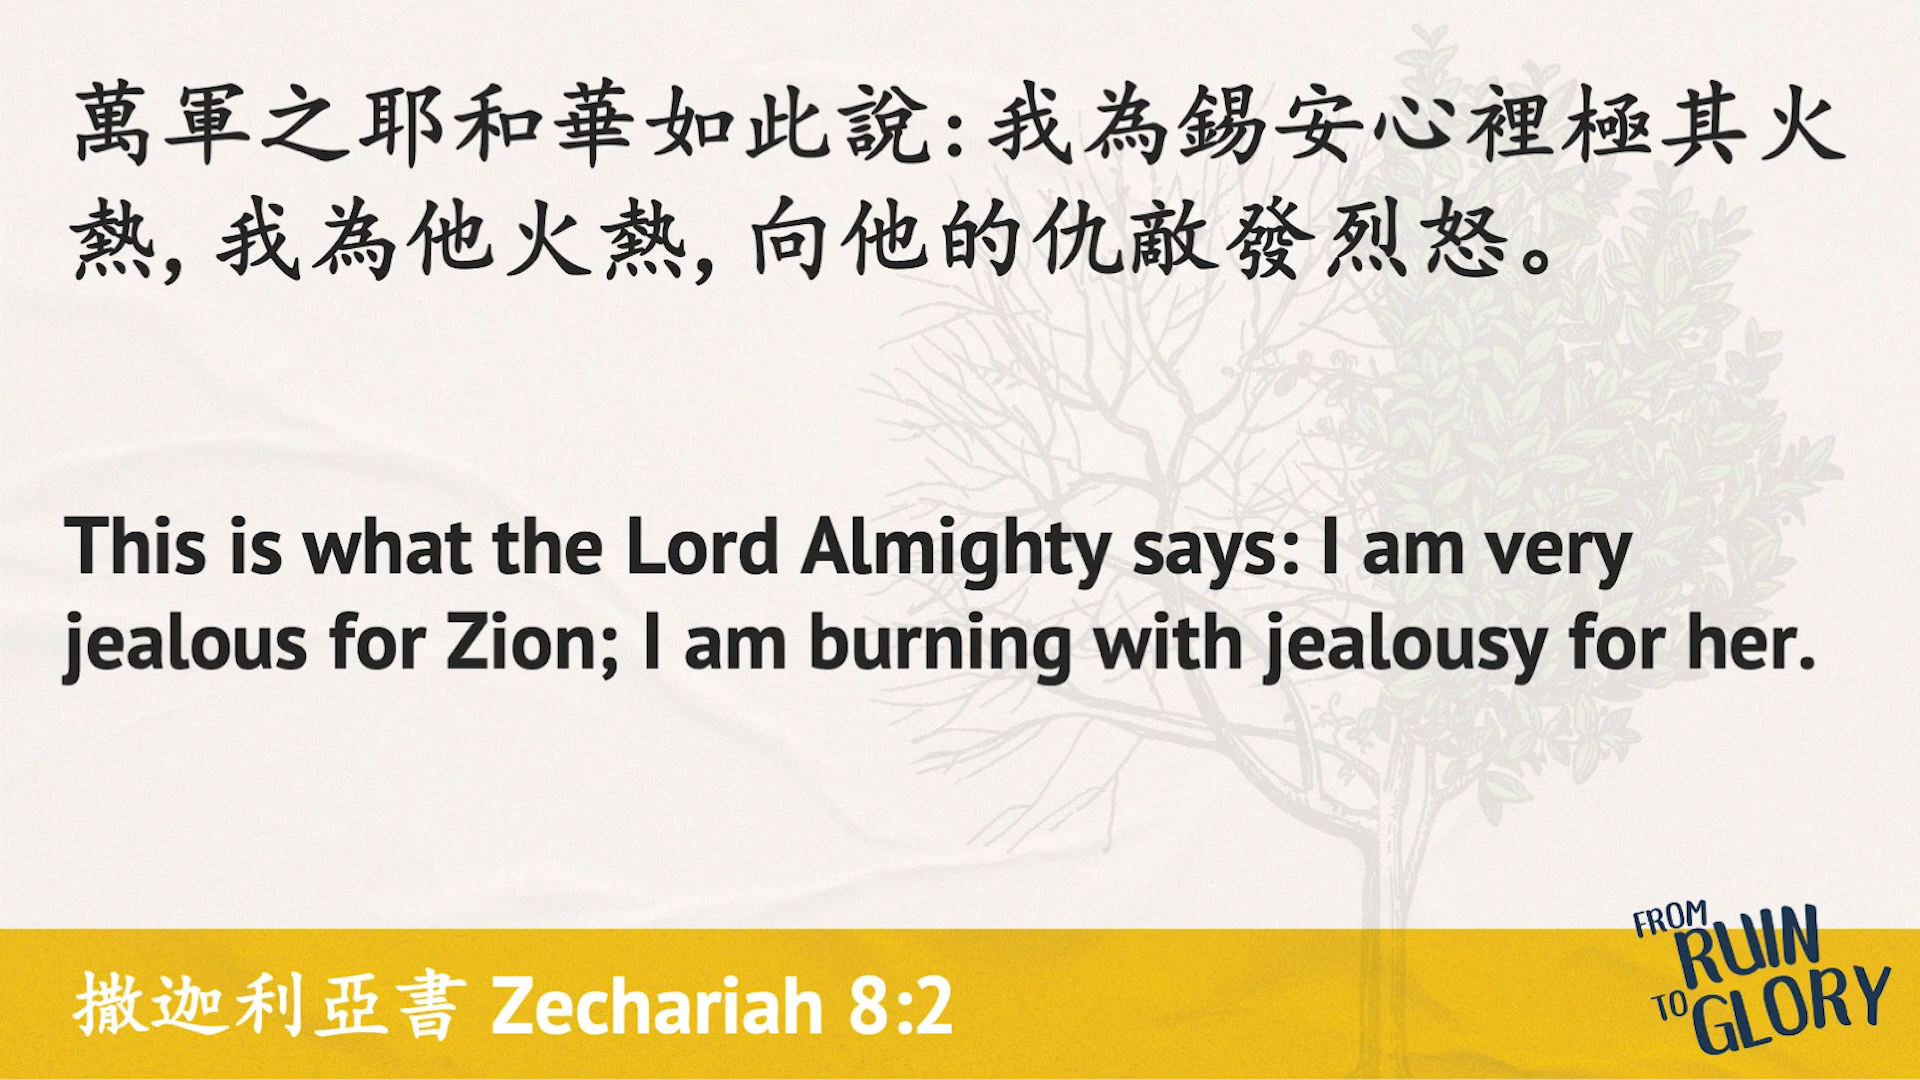 萬軍之耶和華如此說:我為錫安心裡極其火
熱,我為他火熱,向他的仇敵發烈怒。
This is what the Lord Almighty says: I am very
jealous for Zion; I am burning with jealousy for her.
撒迦利亞書 Zechariah 8:2
FROM
RUIN
TO
GLORY